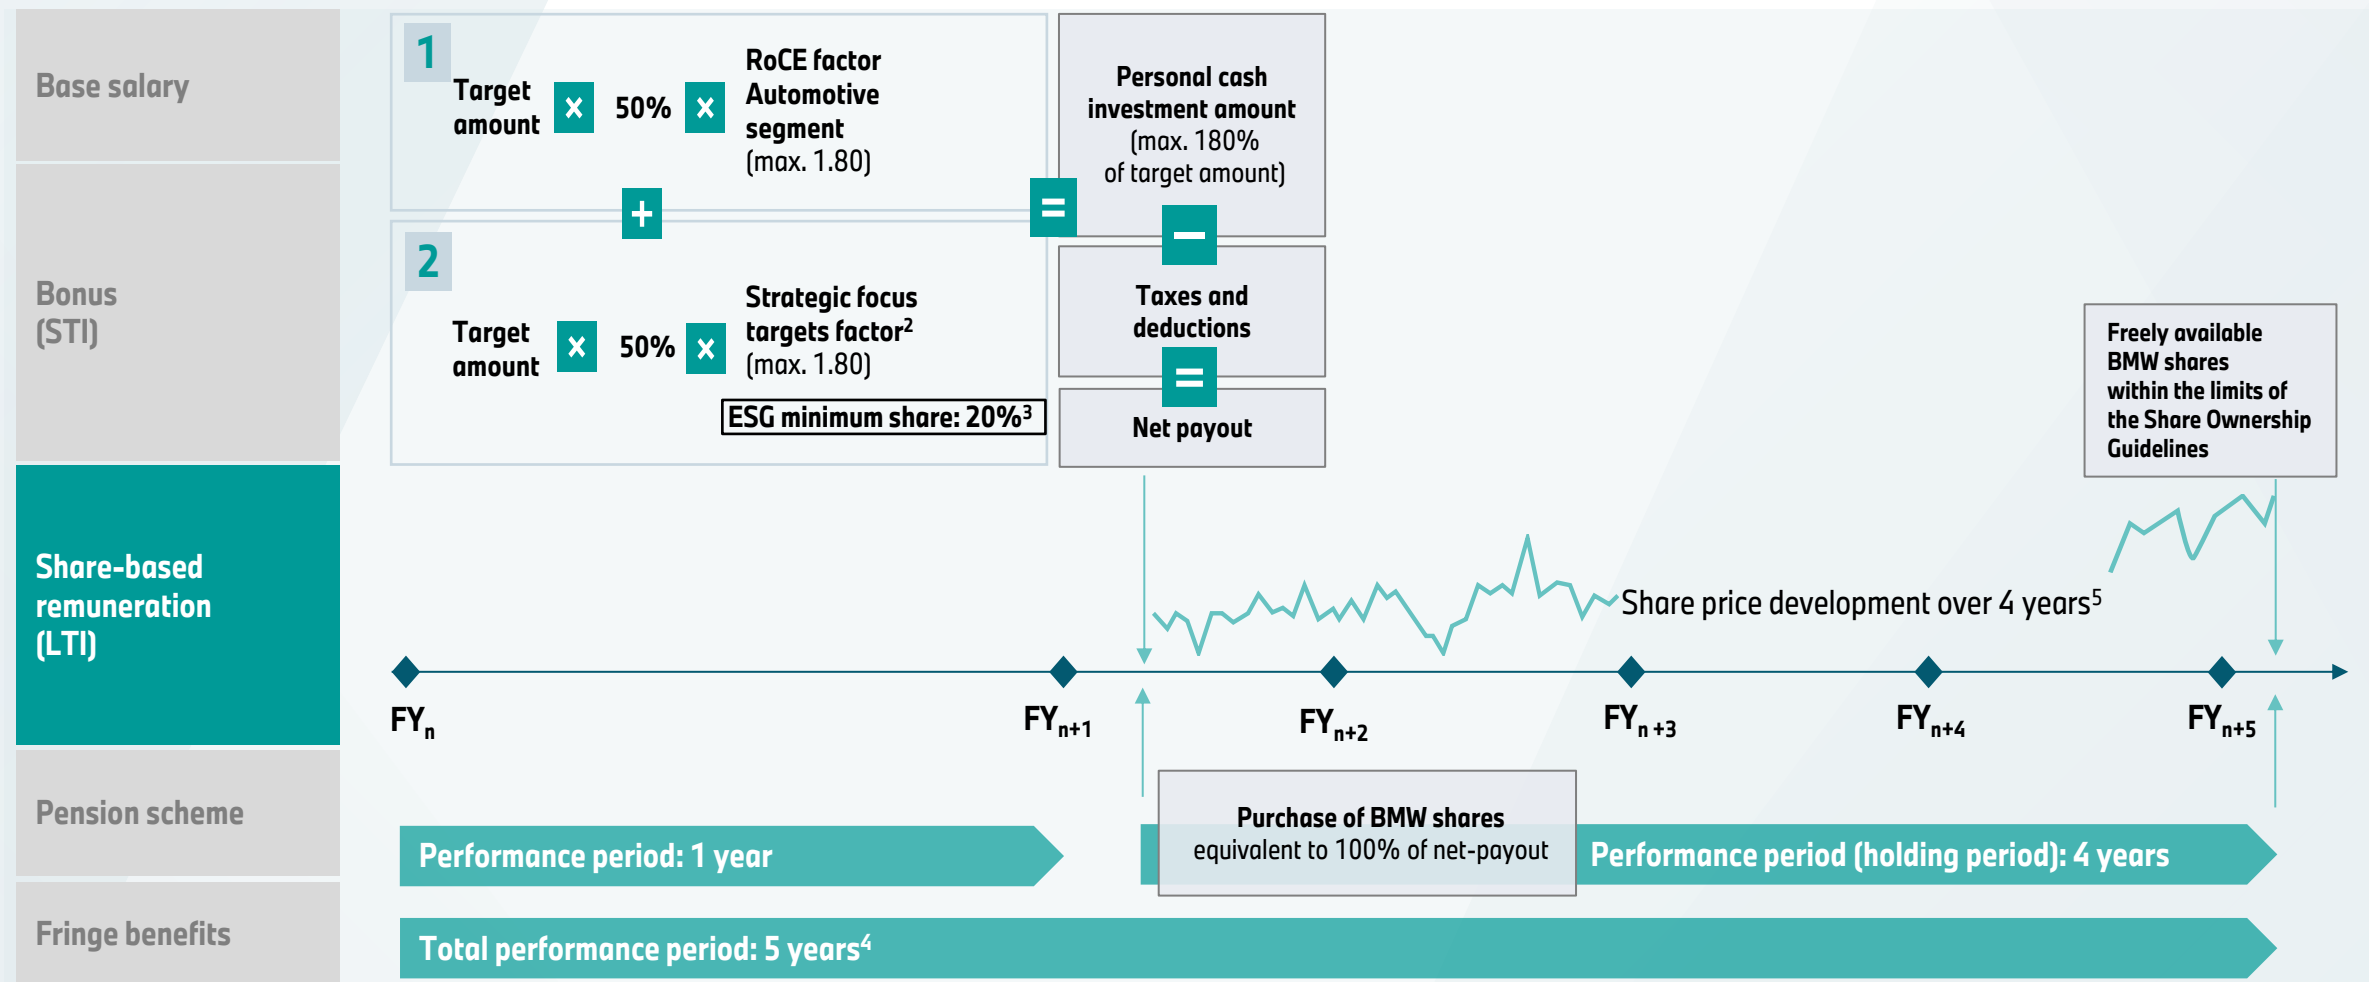 Base salary
Bonus
(STI)
Share-based
remuneration
(LTI)
Pension scheme
Fringe benefits
1
Target
amount
×
50%
×
RoCE factor
Automotive
segment
(max. 1.80)
+
2
Target
amount
×
50%
×
Strategic focus
targets factor²
(max. 1.80)
ESG minimum share: 20%³
=
Personal cash
investment amount
(max. 180%
of target amount)
−
Taxes and
deductions
=
Net payout
Freely available
BMW shares
within the limits of
the Share Ownership
Guidelines
Share price development over 4 years⁵
FYn
FYn+1
FYn+2
FYn +3
FYn+4
FYn+5
Purchase of BMW shares
equivalent to 100% of net-payout
Performance period: 1 year
Performance period (holding period): 4 years
Total performance period: 5 years⁴